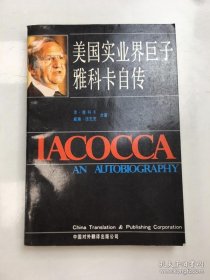 美国实业界巨子
雅科卡自传
IACOCCA
AN AUTOBIOGRAPHY
China Translation & Publishing Corporation
中国对外翻译出版公司